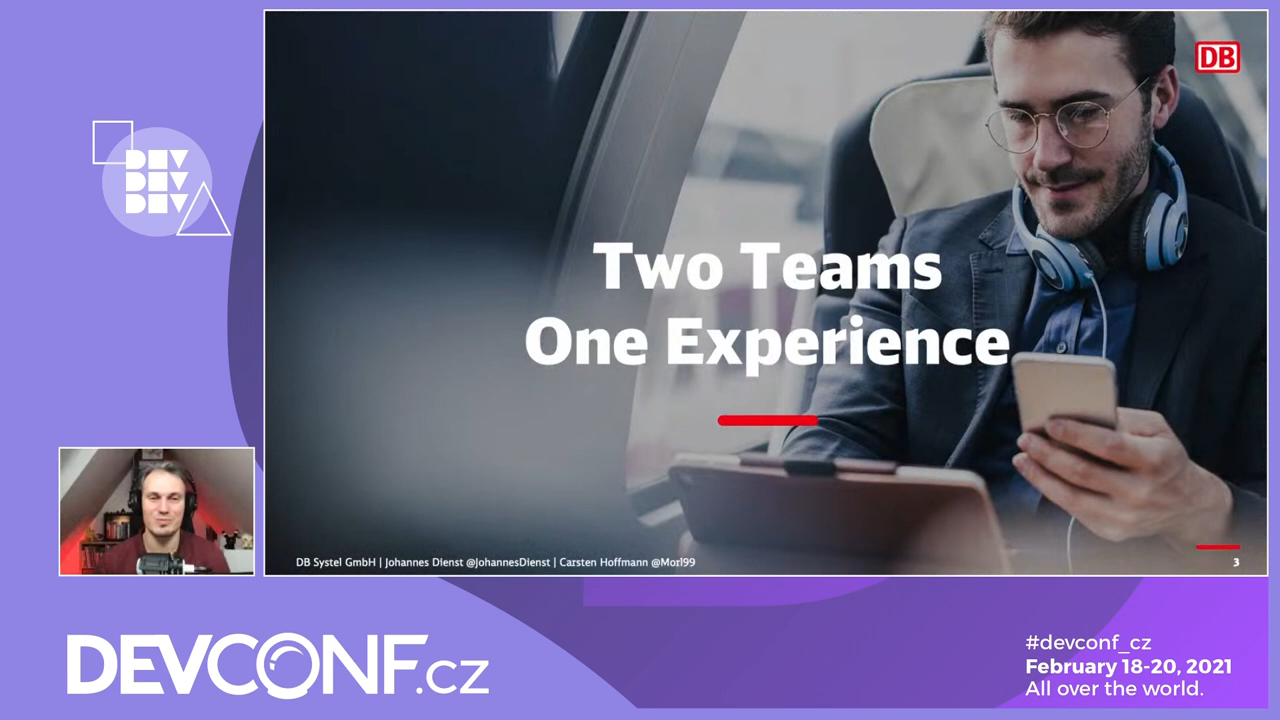 DB
DEV
DEV
DEV
Two Teams
One Experience
DB Systel GmbH | Johannes Dienst @JohannesDienst | Carsten Hoffmann @Morl99
3
DEVCONF.cz
#devconf_cz
February 18-20, 2021
All over the world.